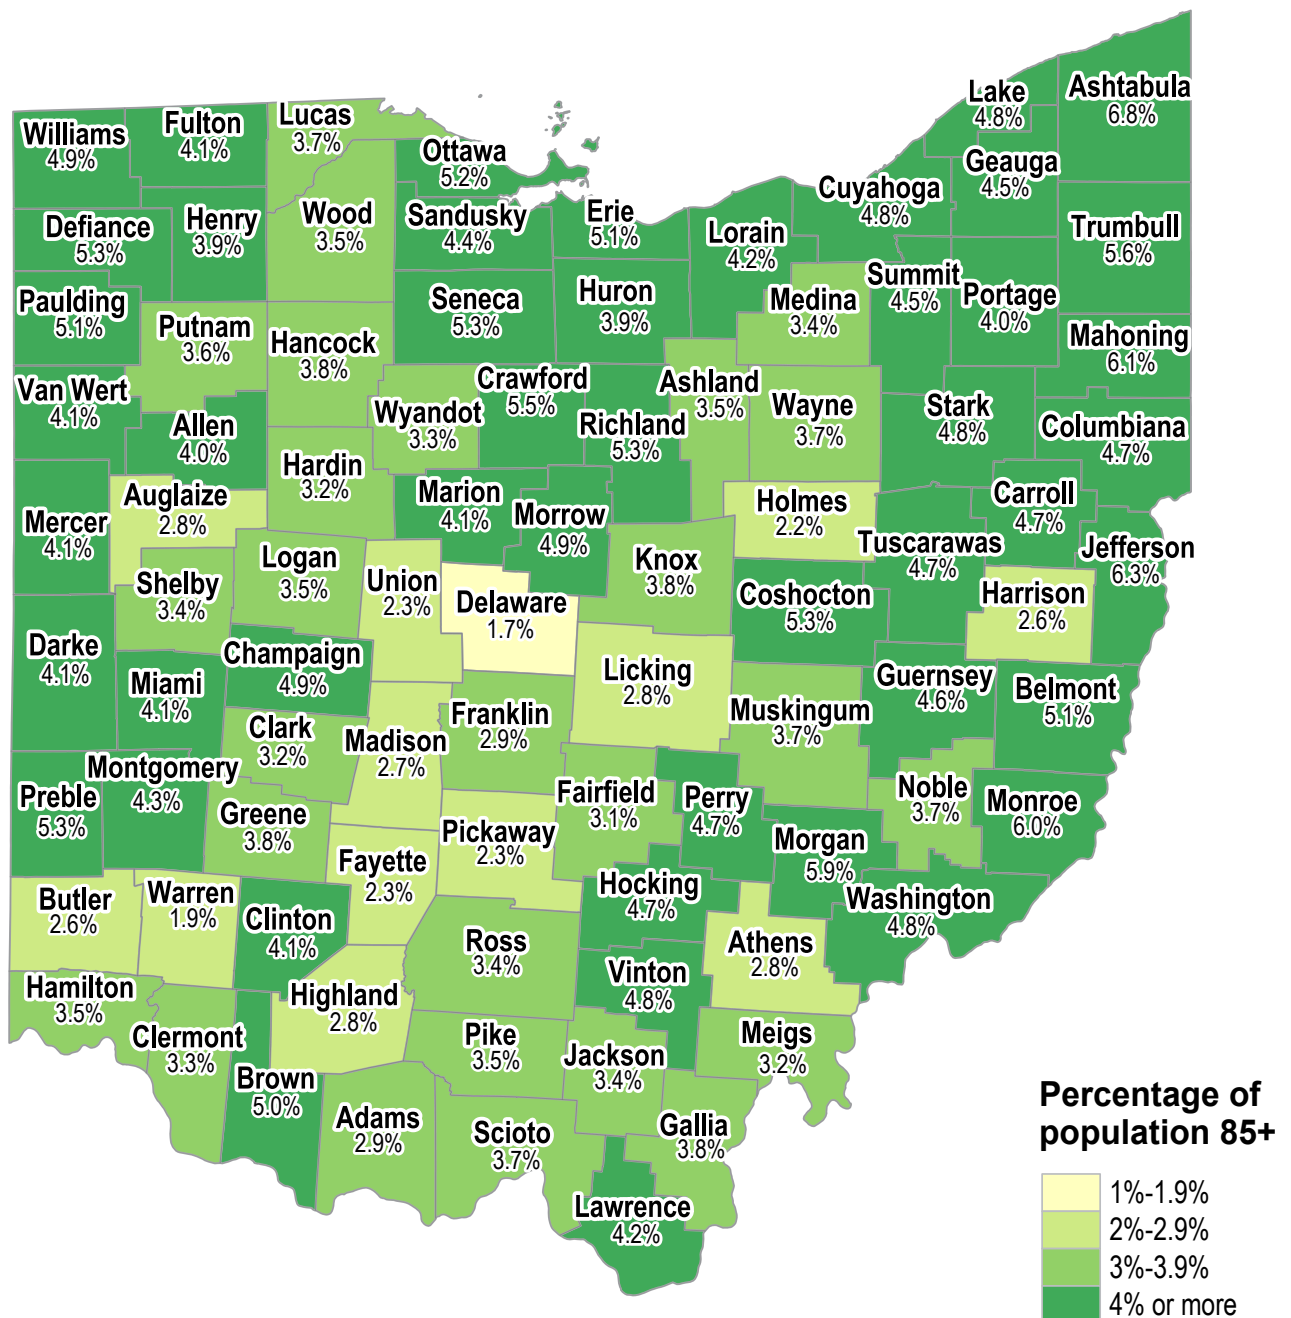 Lake
4.8%
Ashtabula
6.8%
Lucas
3.7%
Fulton
4.1%
Williams
4.9%
Ottawa
5.2%
Geauga
4.5%
Cuyahoga
4.8%
Henry
3.9%
Wood
3.5%
Sandusky
4.4%
Erie
5.1%
Defiance
5.3%
Lorain
4.2%
Trumbull
5.6%
Summit
4.5%
Paulding
5.1%
Seneca
5.3%
Huron
3.9%
Medina
3.4%
Portage
4.0%
Putnam
3.6%
Hancock
3.8%
Mahoning
6.1%
Van Wert
4.1%
Crawford
5.5%
Ashland
3.5%
Wyandot
3.3%
Wayne
3.7%
Stark
4.8%
Allen
4.0%
Richland
5.3%
Columbiana
4.7%
Hardin
3.2%
Auglaize
2.8%
Marion
4.1%
Holmes
2.2%
Carroll
4.7%
Mercer
4.1%
Morrow
4.9%
Tuscarawas
4.7%
Jefferson
6.3%
Logan
3.5%
Knox
3.8%
Shelby
3.4%
Union
2.3%
Delaware
1.7%
Coshocton
5.3%
Harrison
2.6%
Darke
4.1%
Champaign
4.9%
Licking
2.8%
Guernsey
4.6%
Miami
4.1%
Belmont
5.1%
Franklin
2.9%
Muskingum
3.7%
Clark
3.2%
Madison
2.7%
Montgomery
4.3%
Preble
5.3%
Fairfield
3.1%
Perry
4.7%
Noble
3.7%
Monroe
6.0%
Greene
3.8%
Pickaway
2.3%
Morgan
5.9%
Fayette
2.3%
Hocking
4.7%
Washington
4.8%
Butler
2.6%
Warren
1.9%
Clinton
4.1%
Ross
3.4%
Athens
2.8%
Vinton
4.8%
Hamilton
3.5%
Highland
2.8%
Clermont
3.3%
Pike
3.5%
Jackson
3.4%
Meigs
3.2%
Brown
5.0%
Adams
2.9%
Scioto
3.7%
Gallia
3.8%
Lawrence
4.2%
Percentage of
population 85+
1%-1.9%
2%-2.9%
3%-3.9%
4% or more